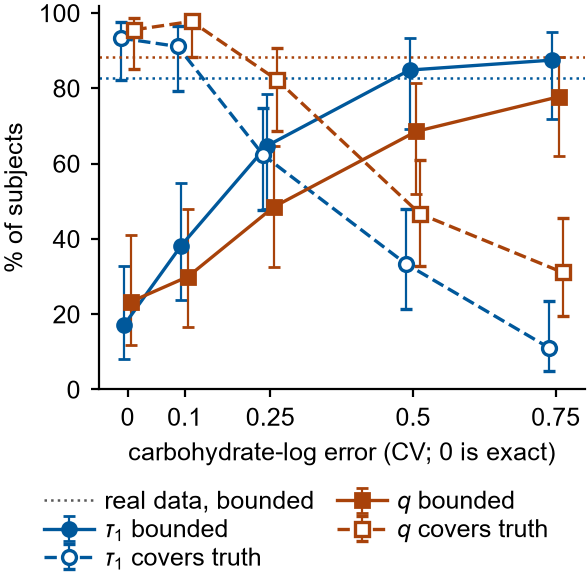 100
80
60
40
20
0
% of subjects
0 0.1 0.25 0.5 0.75
carbohydrate-log error (CV; 0 is exact)
real data, bounded
τ₁ bounded
τ₁ covers truth
q bounded
q covers truth